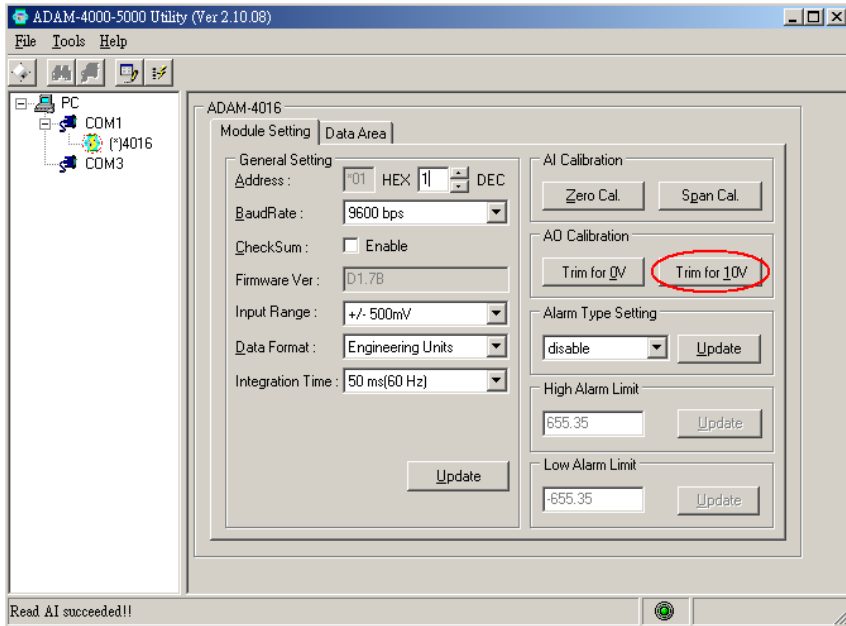 ADAM-4000-5000 Utility (Ver 2.10.08)
File Tools Help
PC
COM1
(*)4016
COM3
ADAM-4016
Module Setting Data Area
General Setting
Address : *01 HEX 1 DEC
BaudRate : 9600 bps
CheckSum : Enable
Firmware Ver : D1.7B
Input Range : +/- 500mV
Data Format : Engineering Units
Integration Time : 50 ms(60 Hz)
Update
AI Calibration
Zero Cal. Span Cal.
AO Calibration
Trim for 0V Trim for 10V
Alarm Type Setting
disable Update
High Alarm Limit
655.35 Update
Low Alarm Limit
-655.35 Update
Read AI succeeded!!